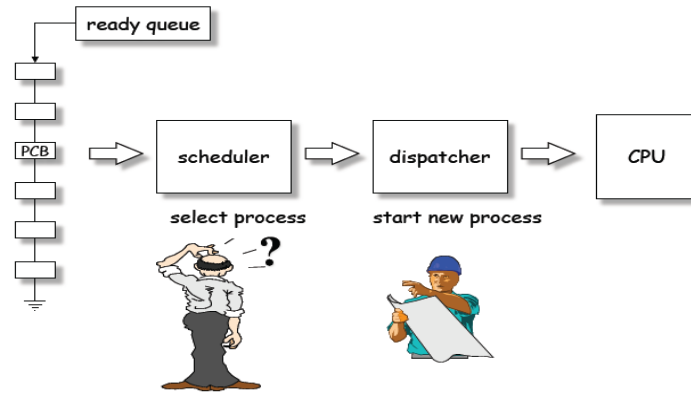 ready queue
PCB
scheduler
dispatcher
CPU
select process
start new process
?